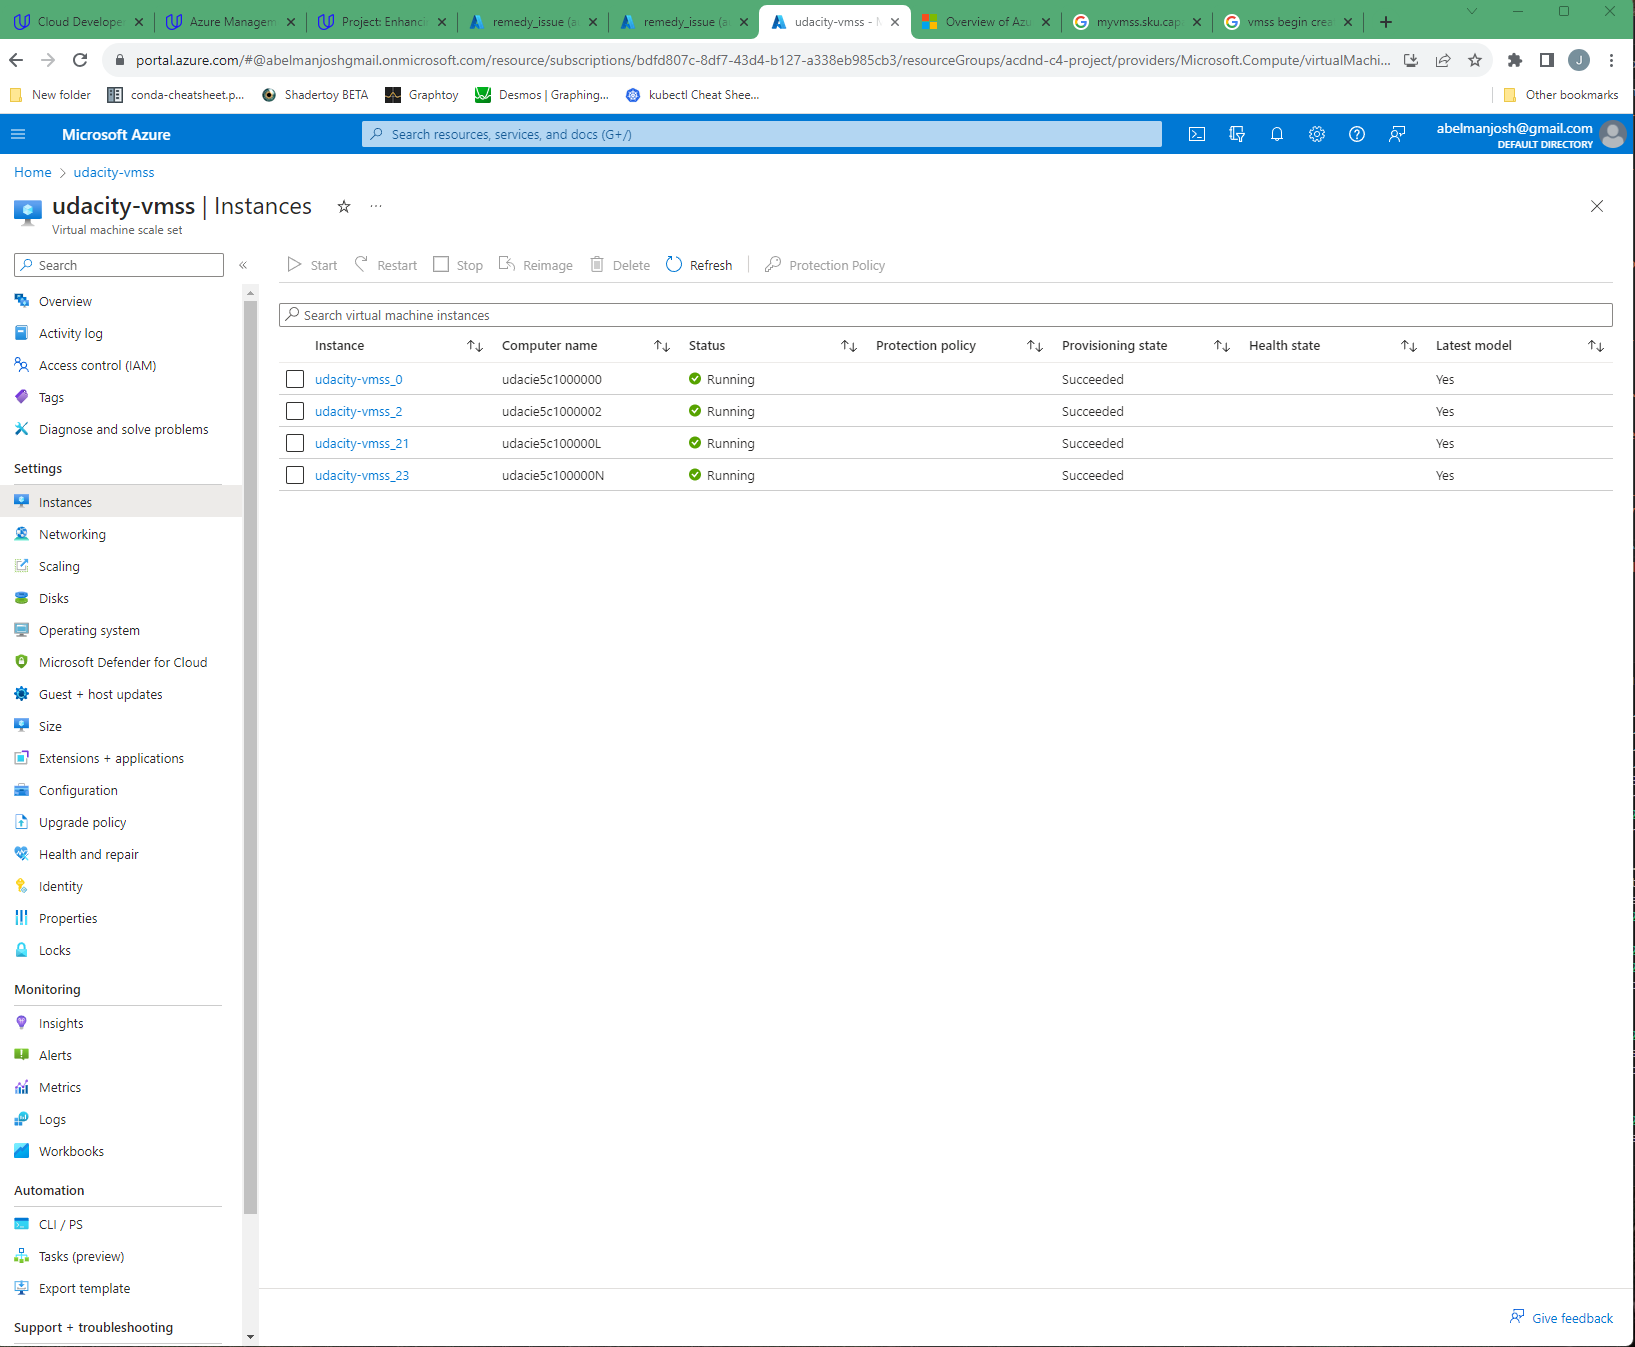 Cloud Develope
Azure Managem
Project: Enhanci
remedy_issue (a
remedy_issue (a
udacity-vmss - M
Overview of Azu
myvmss.sku.cap
vmss begin crea
portal.azure.com/#@abelmanjoshgmail.onmicrosoft.com/resource/subscriptions/bdfd807c-8df7-43d4-b127-a338eb985cb3/resourceGroups/acdnd-c4-project/providers/Microsoft.Compute/virtualMachi...
J
New folder
conda-cheatsheet.p...
Shadertoy BETA
Graphtoy
Desmos | Graphing...
kubectl Cheat Shee...
Other bookmarks
Microsoft Azure
Search resources, services, and docs (G+/)
abelmanjosh@gmail.com
DEFAULT DIRECTORY
Home > udacity-vmss
udacity-vmss | Instances ☆ ...
Virtual machine scale set
Search
«
Overview
Activity log
Access control (IAM)
Tags
Diagnose and solve problems
Settings
Instances
Networking
Scaling
Disks
Operating system
Microsoft Defender for Cloud
Guest + host updates
Size
Extensions + applications
Configuration
Upgrade policy
Health and repair
Identity
Properties
Locks
Monitoring
Insights
Alerts
Metrics
Logs
Workbooks
Automation
CLI / PS
Tasks (preview)
Export template
Support + troubleshooting
Start Restart Stop Reimage Delete Refresh Protection Policy
Search virtual machine instances
Instance Computer name Status Protection policy Provisioning state Health state Latest model
udacity-vmss_0 udacie5c1000000 Running Succeeded Yes
udacity-vmss_2 udacie5c1000002 Running Succeeded Yes
udacity-vmss_21 udacie5c100000L Running Succeeded Yes
udacity-vmss_23 udacie5c100000N Running Succeeded Yes
Give feedback